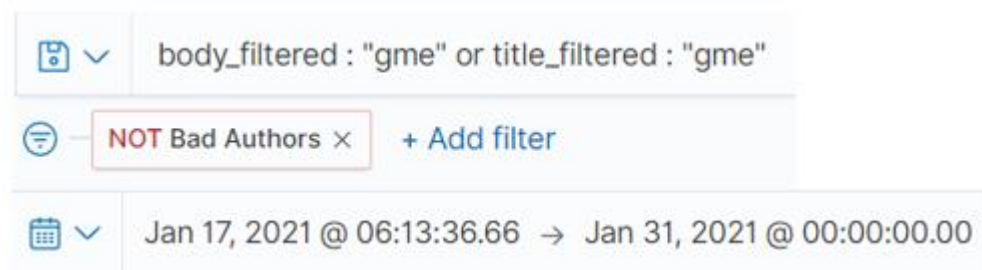 body_filtered : "gme" or title_filtered : "gme"
NOT Bad Authors × + Add filter
Jan 17, 2021 @ 06:13:36.66 → Jan 31, 2021 @ 00:00:00.00